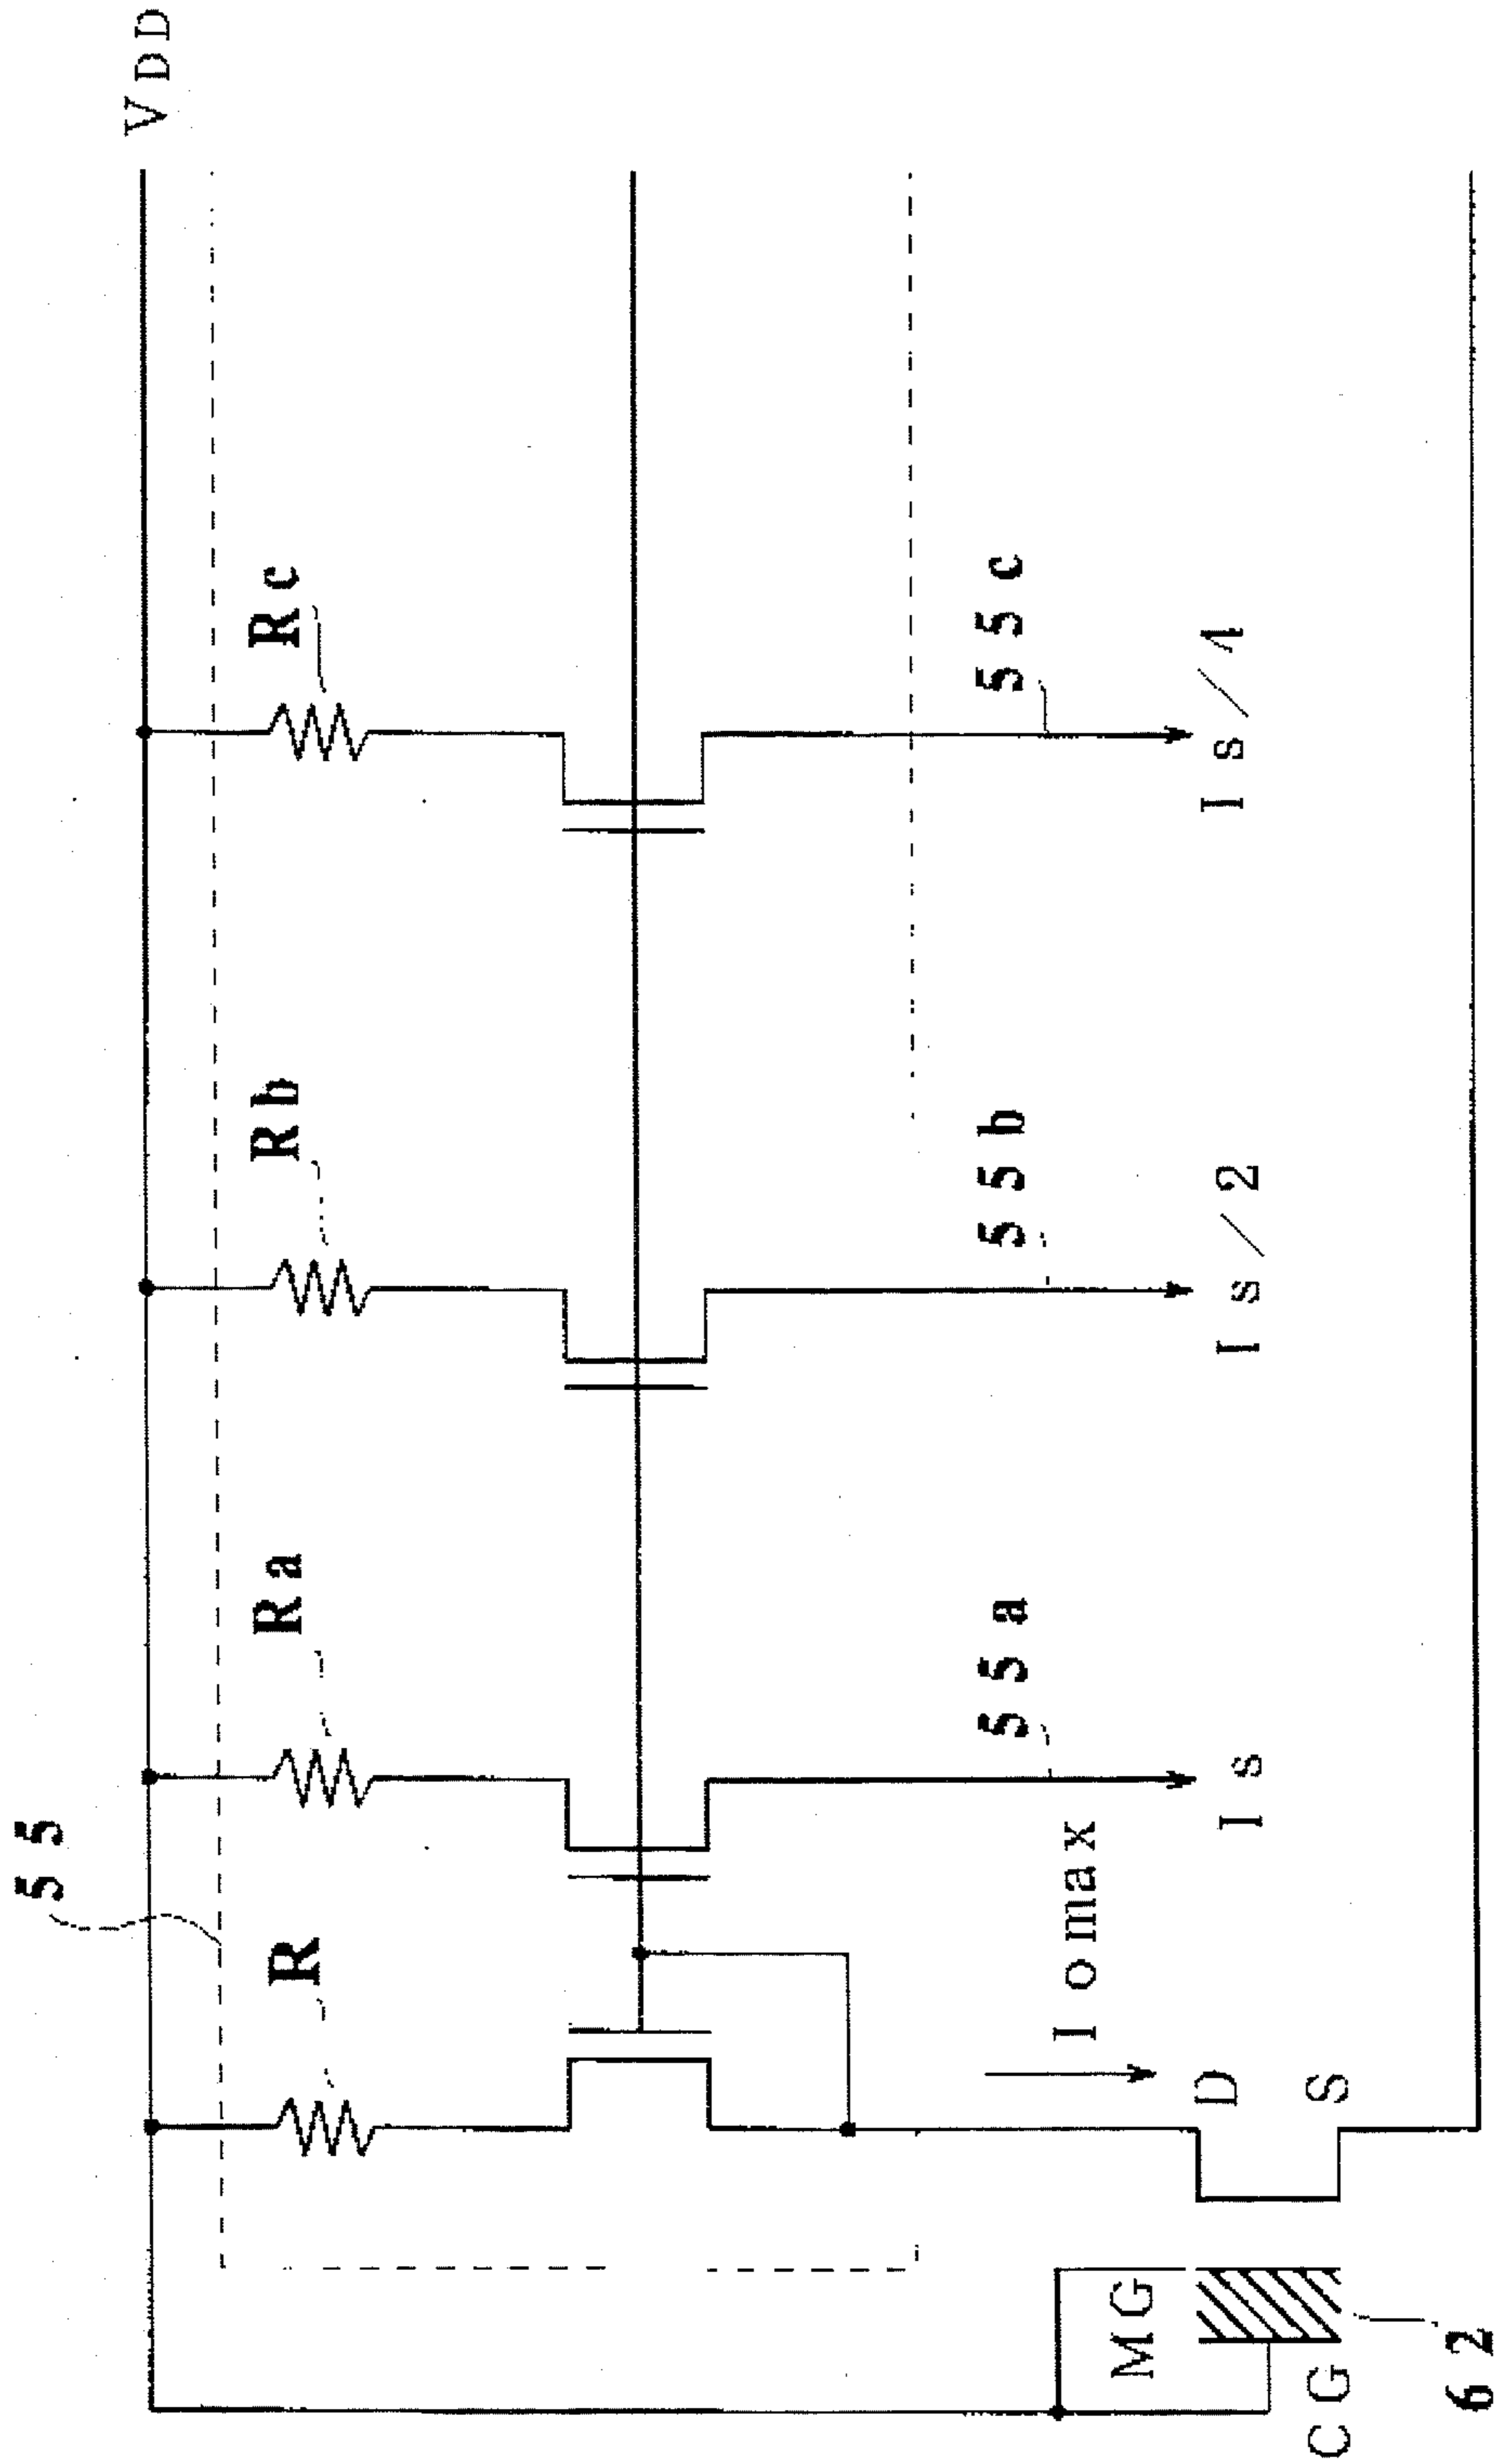 55
VDD
R
Ra
Rb
Rc
55a
55b
55c
Iomax
Is
Is/2
Is/4
D
S
MG
CG
62